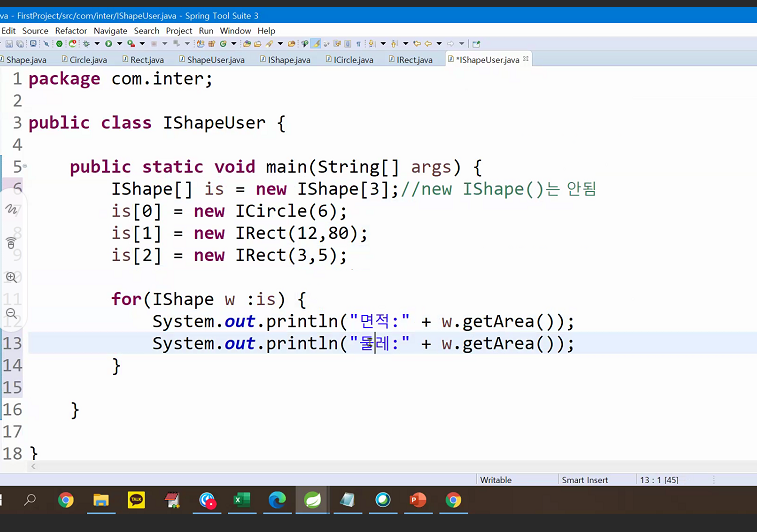 va - FirstProject/src/com/inter/IShapeUser.java - Spring Tool Suite 3
Edit Source Refactor Navigate Search Project Run Window Help
Shape.java Circle.java Rect.java ShapeUser.java IShape.java ICircle.java IRect.java *IShapeUser.java
1 package com.inter;
2
3 public class IShapeUser {
4
5 public static void main(String[] args) {
6 IShape[] is = new IShape[3];//new IShape()는 안됨
is[0] = new ICircle(6);
8 is[1] = new IRect(12,80);
9 is[2] = new IRect(3,5);
11 for(IShape w :is) {
12 System.out.println("면적:" + w.getArea());
13 System.out.println("둘레:" + w.getArea());
14 }
15
16 }
17
18 }
Writable Smart Insert 13 : 1 [45]
TALK